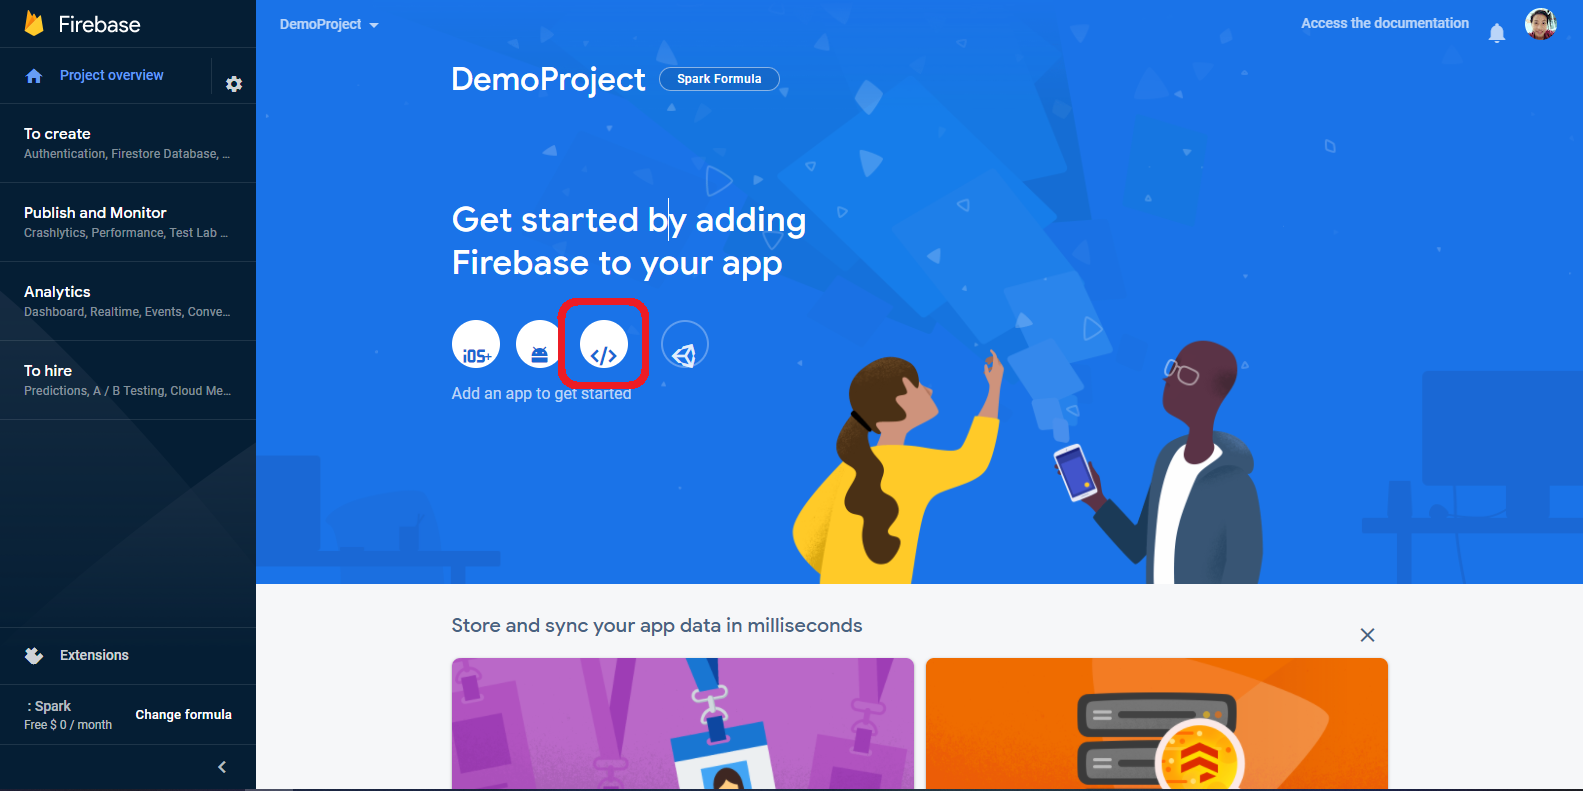 Firebase
Project overview
To create
Authentication, Firestore Database, ...
Publish and Monitor
Crashlytics, Performance, Test Lab ...
Analytics
Dashboard, Realtime, Events, Conve...
To hire
Predictions, A / B Testing, Cloud Me...
Extensions
: Spark
Free $ 0 / month
Change formula
DemoProject
Access the documentation
DemoProject
Spark Formula
Get started by adding
Firebase to your app
iOS+
</>
Add an app to get started
Store and sync your app data in milliseconds